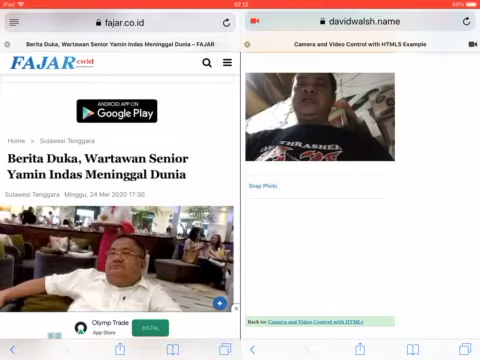 iPad
07.12
69%
fajar.co.id
Berita Duka, Wartawan Senior Yamin Indas Meninggal Dunia – FAJAR
FAJAR.co.id
ANDROID APP ON
Google Play
Home > Sulawesi Tenggara
Berita Duka, Wartawan Senior
Yamin Indas Meninggal Dunia
Sulawesi Tenggara Minggu, 24 Mei 2020 17:30
Olymp Trade
App Store
INSTAL
davidwalsh.name
Camera and Video Control with HTML5 Example
THRASHER
Snap Photo
Back to: Camera and Video Control with HTML5